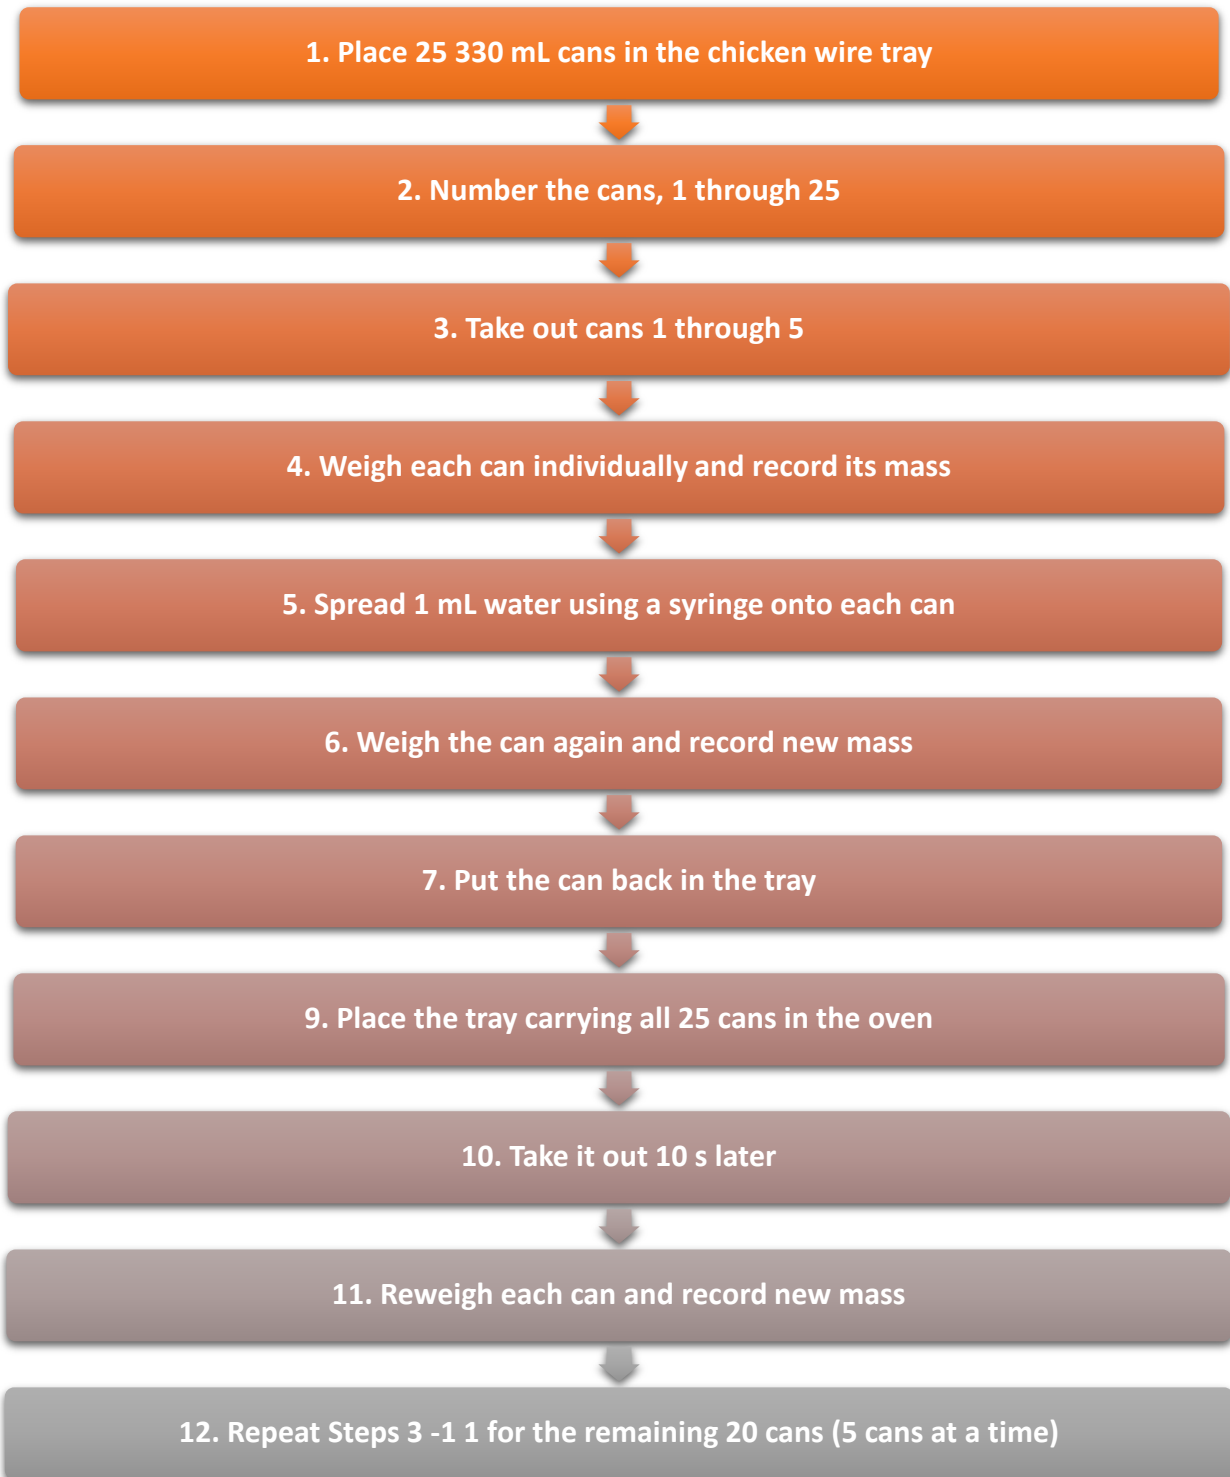 1. Place 25 330 mL cans in the chicken wire tray
2. Number the cans, 1 through 25
3. Take out cans 1 through 5
4. Weigh each can individually and record its mass
5. Spread 1 mL water using a syringe onto each can
6. Weigh the can again and record new mass
7. Put the can back in the tray
9. Place the tray carrying all 25 cans in the oven
10. Take it out 10 s later
11. Reweigh each can and record new mass
12. Repeat Steps 3 -1 1 for the remaining 20 cans (5 cans at a time)